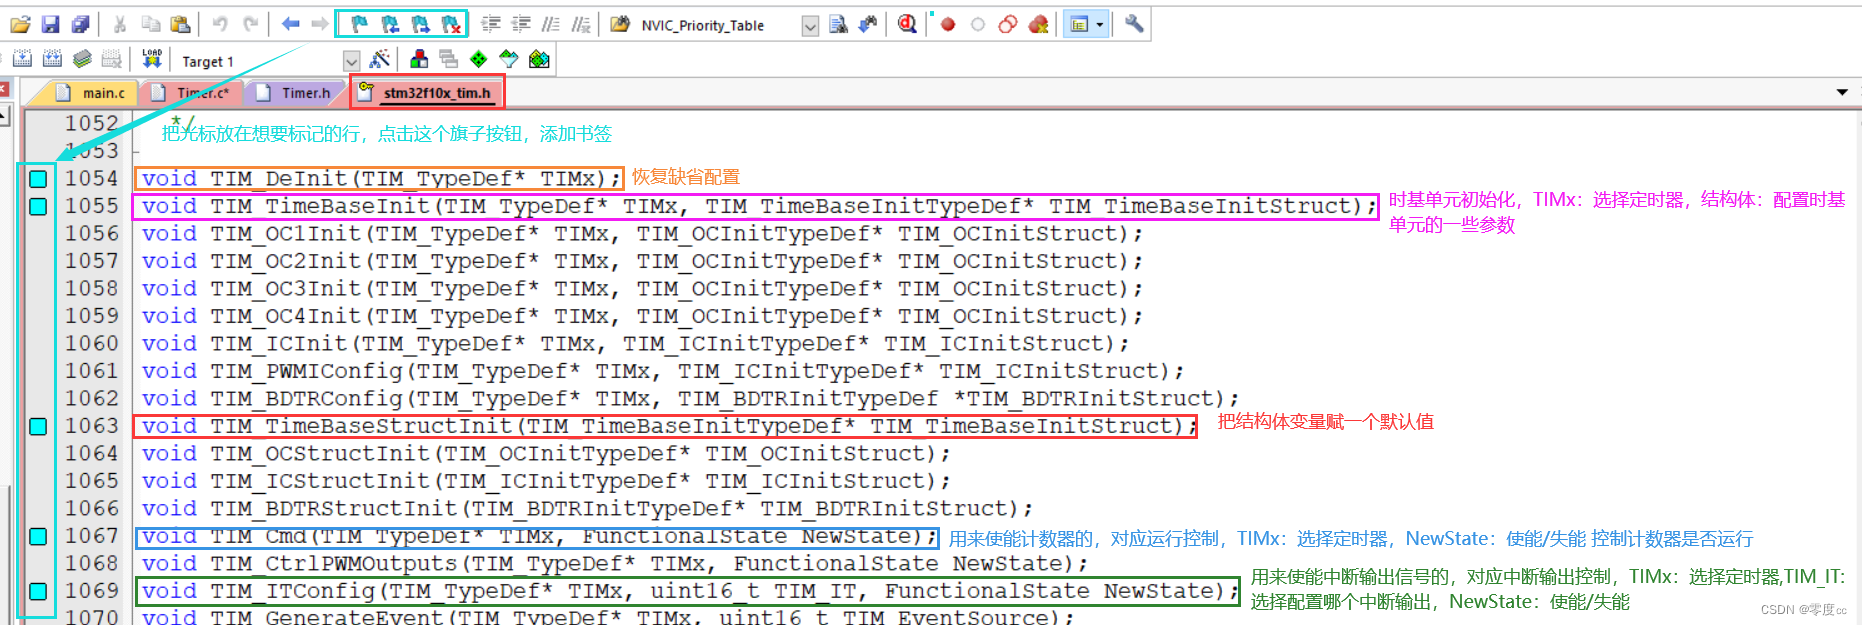 NVIC_Priority_Table
LOAD
Target 1
main.c
Timer.c*
Timer.h
stm32f10x_tim.h
1052 */
把光标放在想要标记的行，点击这个旗子按钮，添加书签
1053
1054 void TIM_DeInit(TIM_TypeDef* TIMx); 恢复缺省配置
1055 void TIM_TimeBaseInit(TIM_TypeDef* TIMx, TIM_TimeBaseInitTypeDef* TIM_TimeBaseInitStruct);
时基单元初始化，TIMx：选择定时器，结构体：配置时基
单元的一些参数
1056 void TIM_OC1Init(TIM_TypeDef* TIMx, TIM_OCInitTypeDef* TIM_OCInitStruct);
1057 void TIM_OC2Init(TIM_TypeDef* TIMx, TIM_OCInitTypeDef* TIM_OCInitStruct);
1058 void TIM_OC3Init(TIM_TypeDef* TIMx, TIM_OCInitTypeDef* TIM_OCInitStruct);
1059 void TIM_OC4Init(TIM_TypeDef* TIMx, TIM_OCInitTypeDef* TIM_OCInitStruct);
1060 void TIM_ICInit(TIM_TypeDef* TIMx, TIM_ICInitTypeDef* TIM_ICInitStruct);
1061 void TIM_PWMIConfig(TIM_TypeDef* TIMx, TIM_ICInitTypeDef* TIM_ICInitStruct);
1062 void TIM_BDTRConfig(TIM_TypeDef* TIMx, TIM_BDTRInitTypeDef *TIM_BDTRInitStruct);
1063 void TIM_TimeBaseStructInit(TIM_TimeBaseInitTypeDef* TIM_TimeBaseInitStruct); 把结构体变量赋一个默认值
1064 void TIM_OCStructInit(TIM_OCInitTypeDef* TIM_OCInitStruct);
1065 void TIM_ICStructInit(TIM_ICInitTypeDef* TIM_ICInitStruct);
1066 void TIM_BDTRStructInit(TIM_BDTRInitTypeDef* TIM_BDTRInitStruct);
1067 void TIM_Cmd(TIM_TypeDef* TIMx, FunctionalState NewState); 用来使能计数器的，对应运行控制，TIMx：选择定时器，NewState：使能/失能 控制计数器是否运行
1068 void TIM_CtrlPWMOutputs(TIM_TypeDef* TIMx, FunctionalState NewState);
1069 void TIM_ITConfig(TIM_TypeDef* TIMx, uint16_t TIM_IT, FunctionalState NewState);
用来使能中断输出信号的，对应中断输出控制，TIMx：选择定时器,TIM_IT:
选择配置哪个中断输出，NewState：使能/失能
1070 void TIM_GenerateEvent(TIM_TypeDef* TIMx, uint16_t TIM_EventSource);
CSDN @零度cc